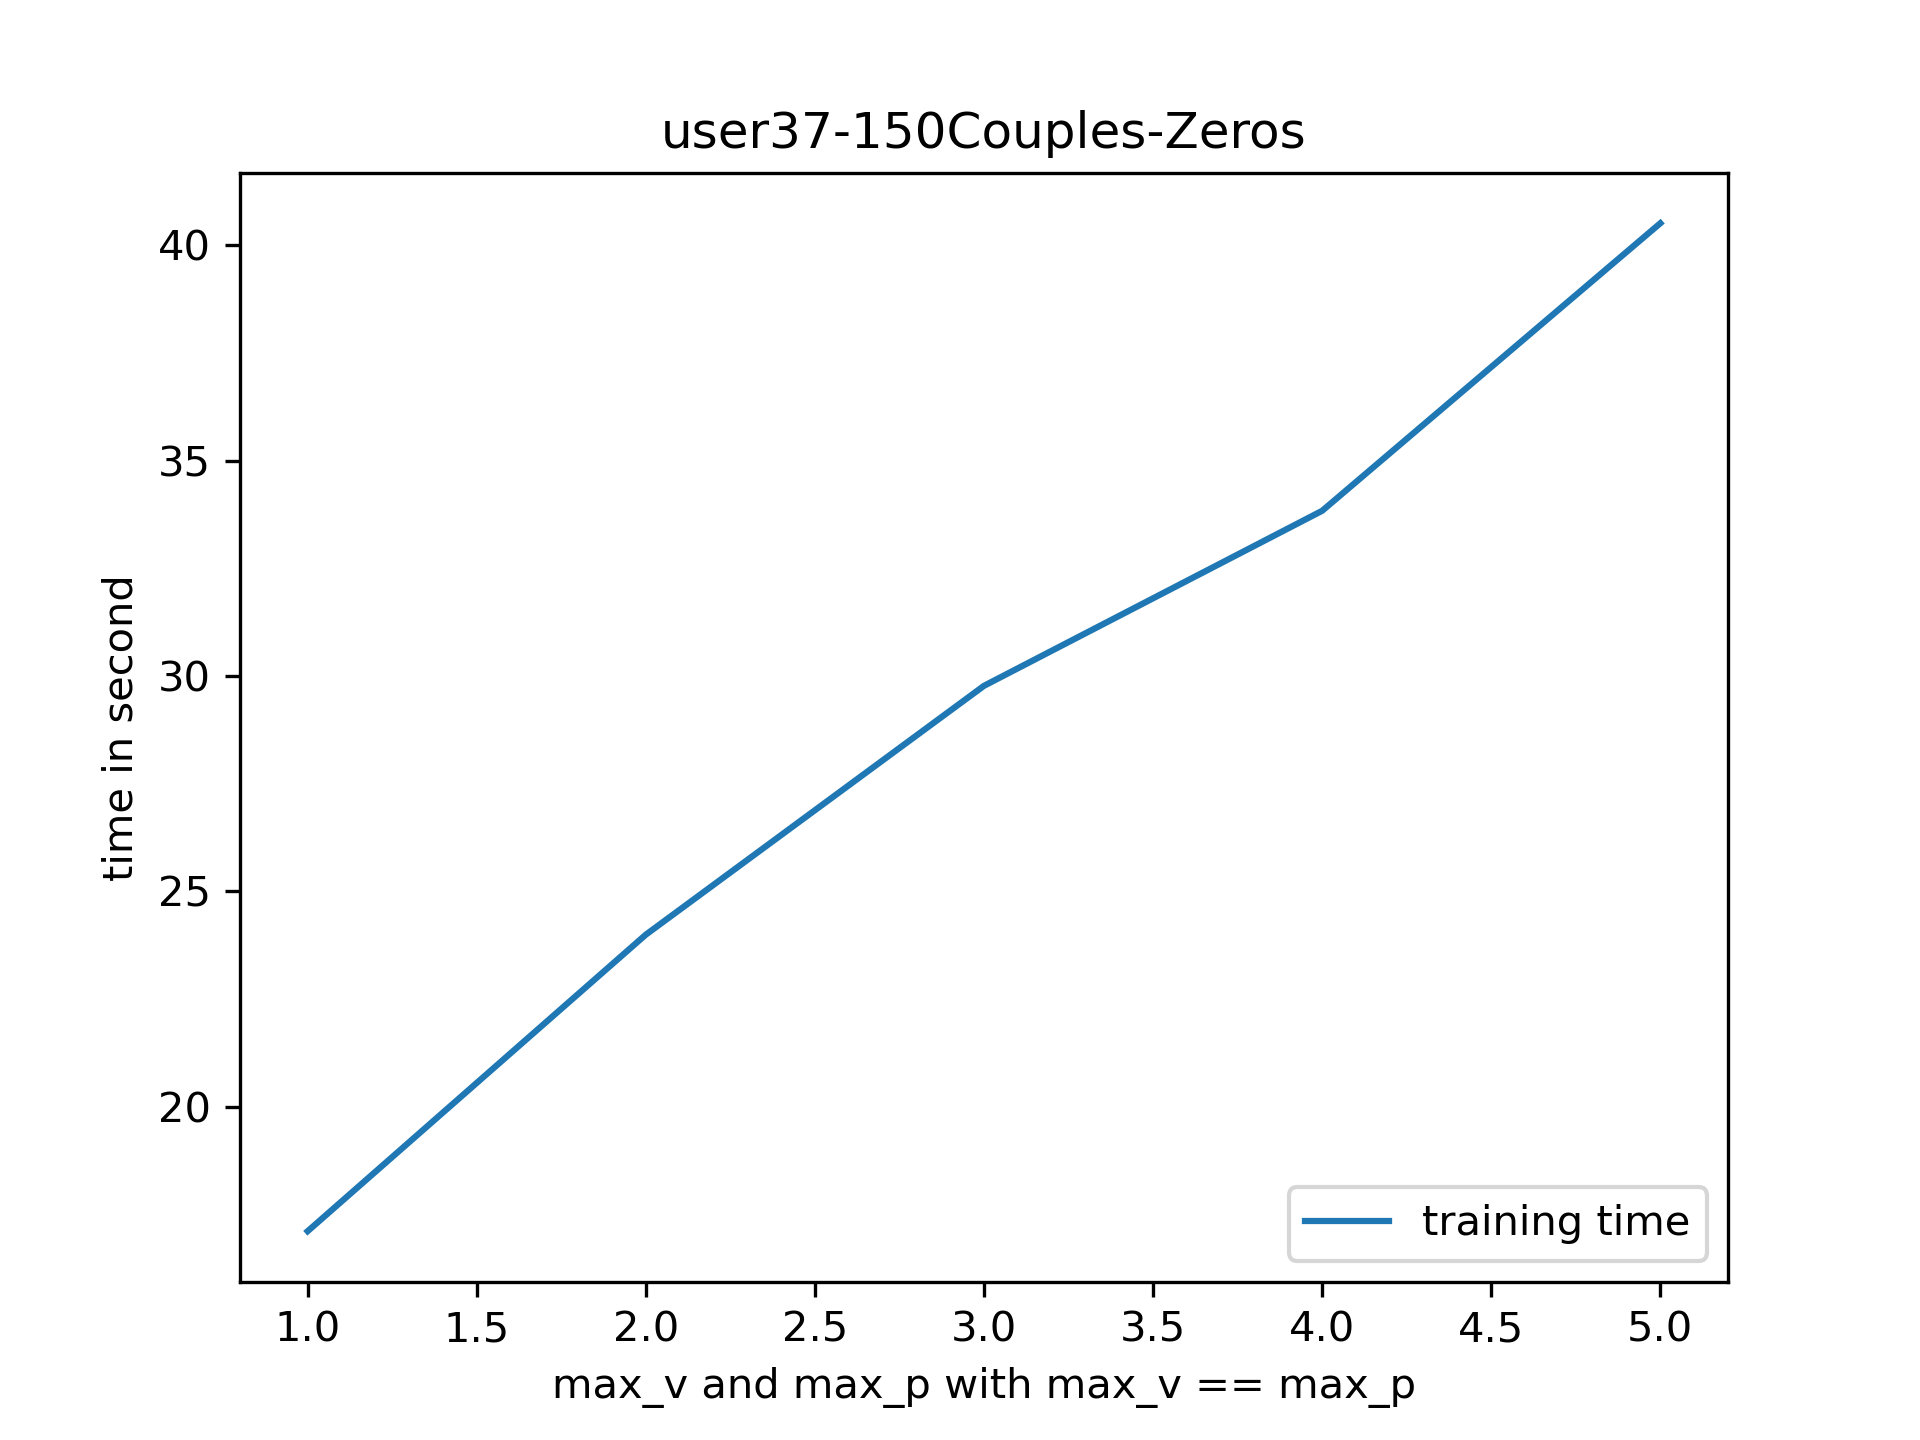 user37-150Couples-Zeros
40
35
30
25
20
time in second
training time
1.0 1.5 2.0 2.5 3.0 3.5 4.0 4.5 5.0
max_v and max_p with max_v == max_p